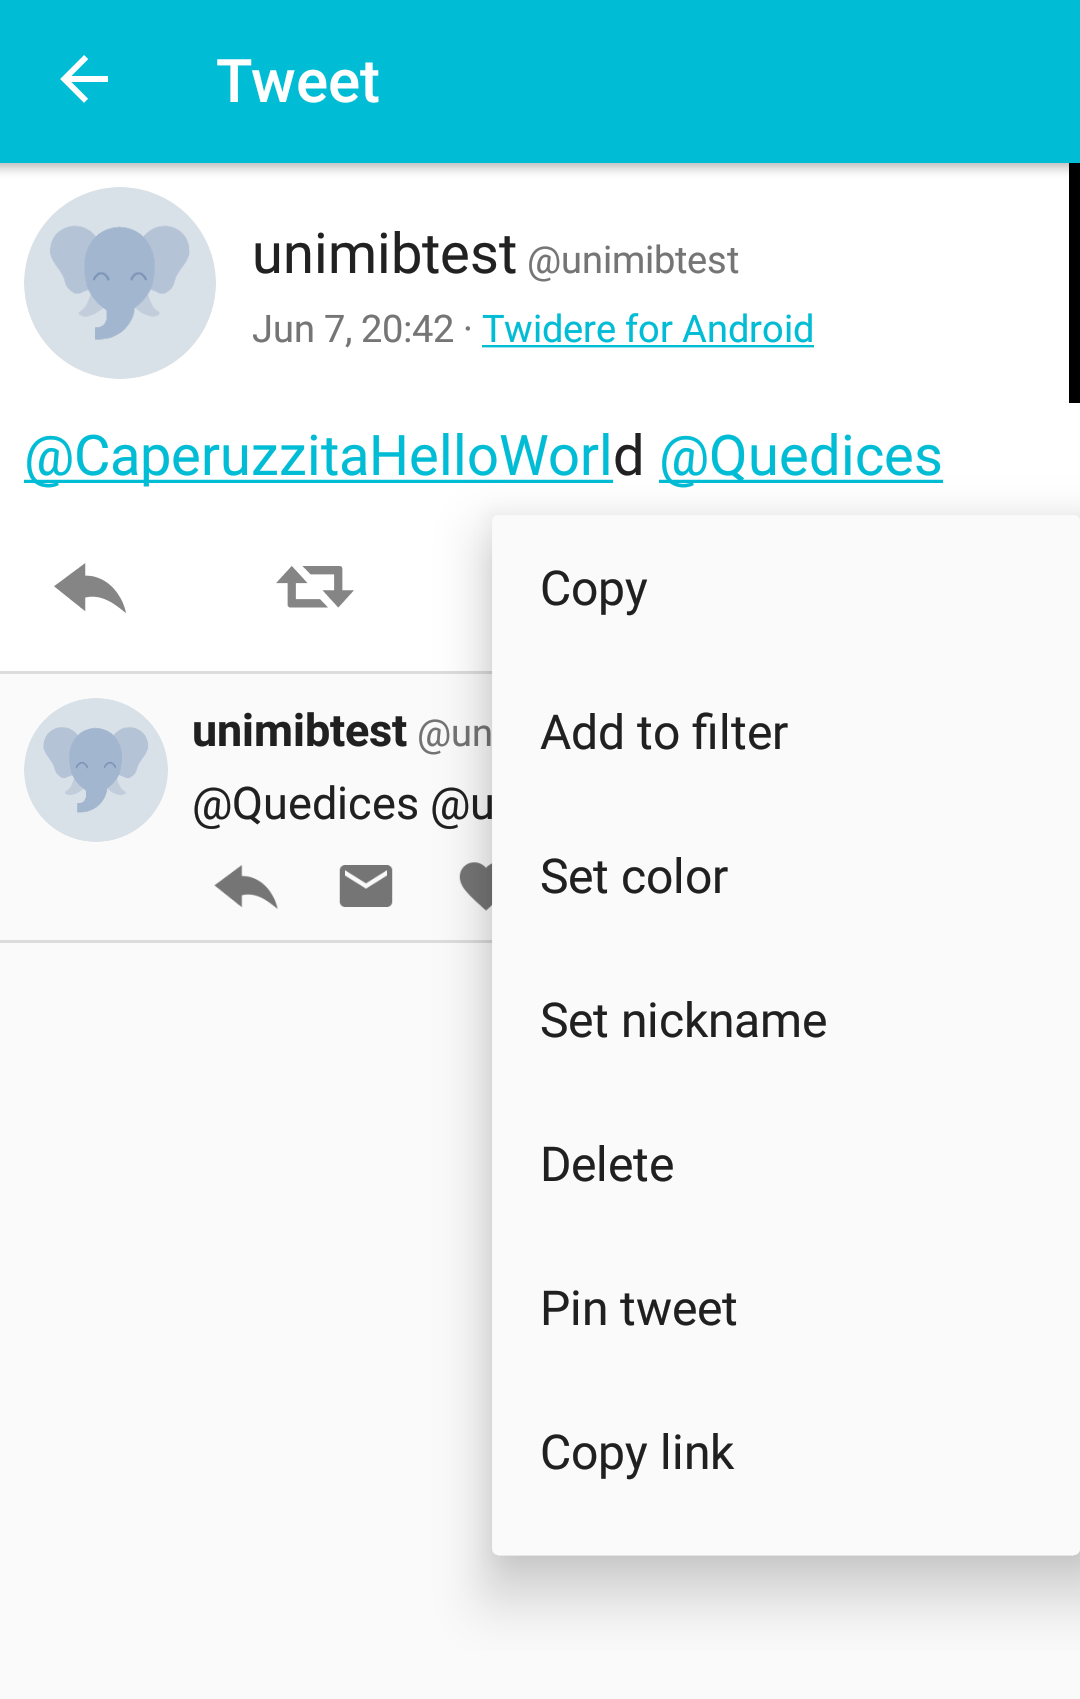 Tweet
unimibtest @unimibtest
Jun 7, 20:42 · Twidere for Android
@CaperuzzitaHelloWorld @Quedices
Copy
Add to filter
Set color
Set nickname
Delete
Pin tweet
Copy link
unimibtest @un
@Quedices @u